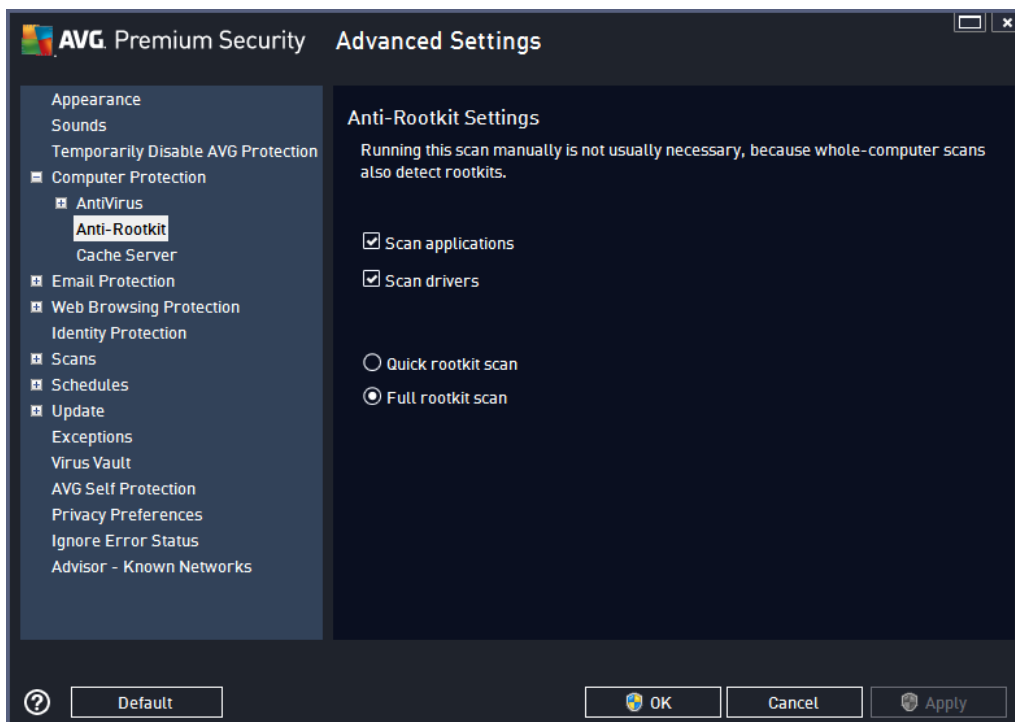 AVG. Premium Security
Advanced Settings
Appearance
Sounds
Temporarily Disable AVG Protection
Computer Protection
AntiVirus
Anti-Rootkit
Cache Server
Email Protection
Web Browsing Protection
Identity Protection
Scans
Schedules
Update
Exceptions
Virus Vault
AVG Self Protection
Privacy Preferences
Ignore Error Status
Advisor - Known Networks
Anti-Rootkit Settings
Running this scan manually is not usually necessary, because whole-computer scans
also detect rootkits.
Scan applications
Scan drivers
Quick rootkit scan
Full rootkit scan
Default
OK
Cancel
Apply